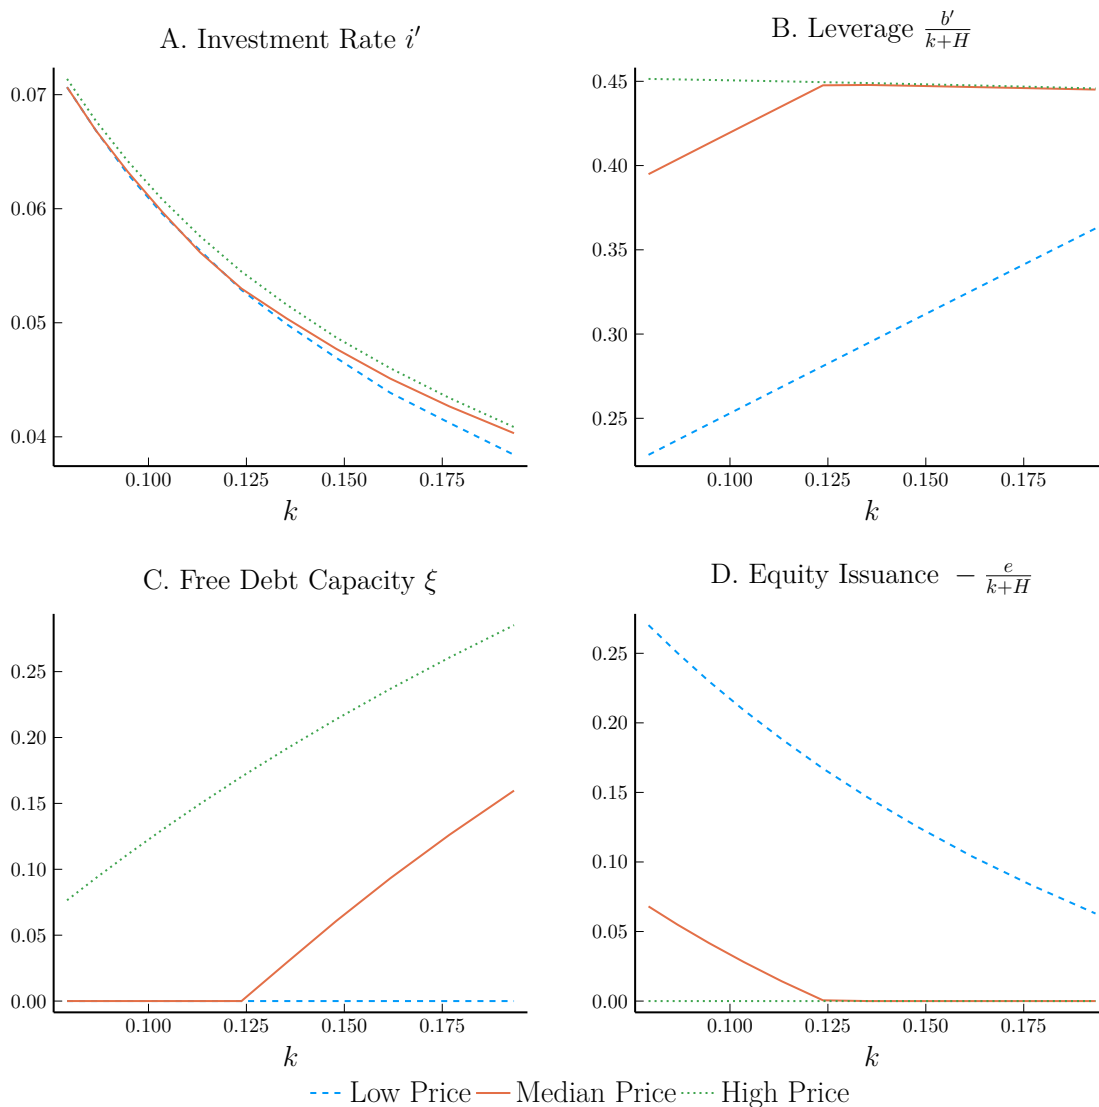 A. Investment Rate i′
0.07
0.06
0.05
0.04
0.100 0.125 0.150 0.175
k
B. Leverage b′/(k+H)
0.45
0.40
0.35
0.30
0.25
0.100 0.125 0.150 0.175
k
C. Free Debt Capacity ξ
0.25
0.20
0.15
0.10
0.05
0.00
0.100 0.125 0.150 0.175
k
D. Equity Issuance − e/(k+H)
0.25
0.20
0.15
0.10
0.05
0.00
0.100 0.125 0.150 0.175
k
Low Price Median Price High Price